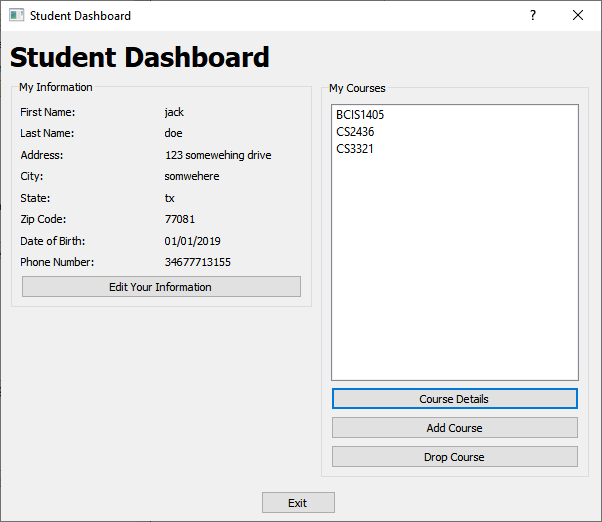 Student Dashboard
?
Student Dashboard
My Information
First Name: jack
Last Name: doe
Address: 123 somewehing drive
City: somwehere
State: tx
Zip Code: 77081
Date of Birth: 01/01/2019
Phone Number: 34677713155
Edit Your Information
My Courses
BCIS1405
CS2436
CS3321
Course Details
Add Course
Drop Course
Exit